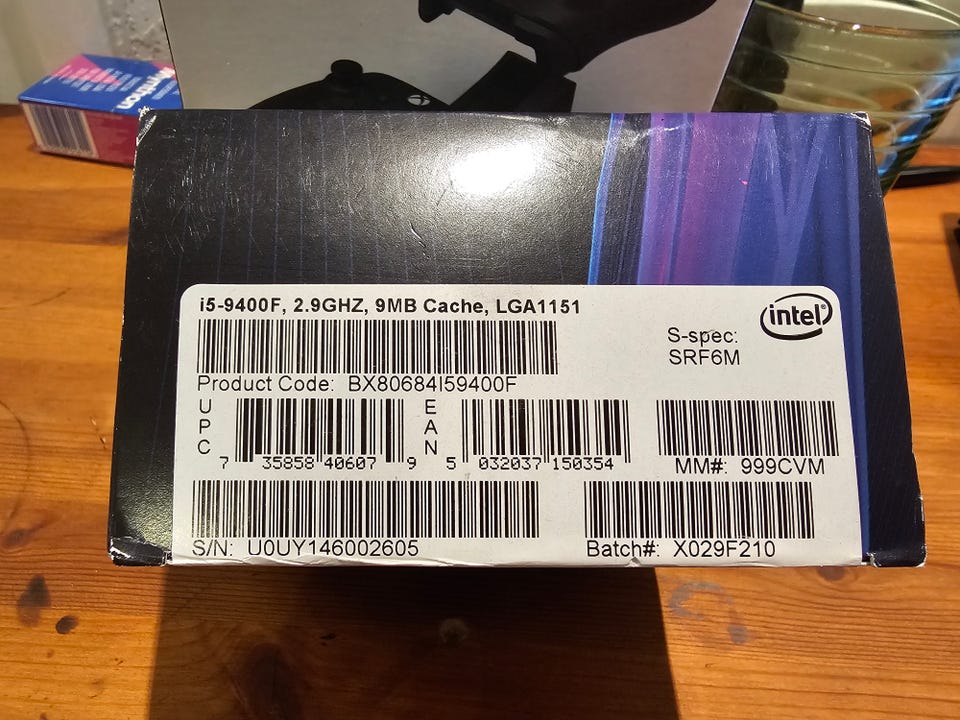 i5-9400F, 2.9GHZ, 9MB Cache, LGA1151
intel®
S-spec:
SRF6M
Product Code: BX80684I59400F
UPC
7 35858 40607 9
EAN
5 032037 150354
MM#: 999CVM
S/N: U0UY146002605
Batch#: X029F210